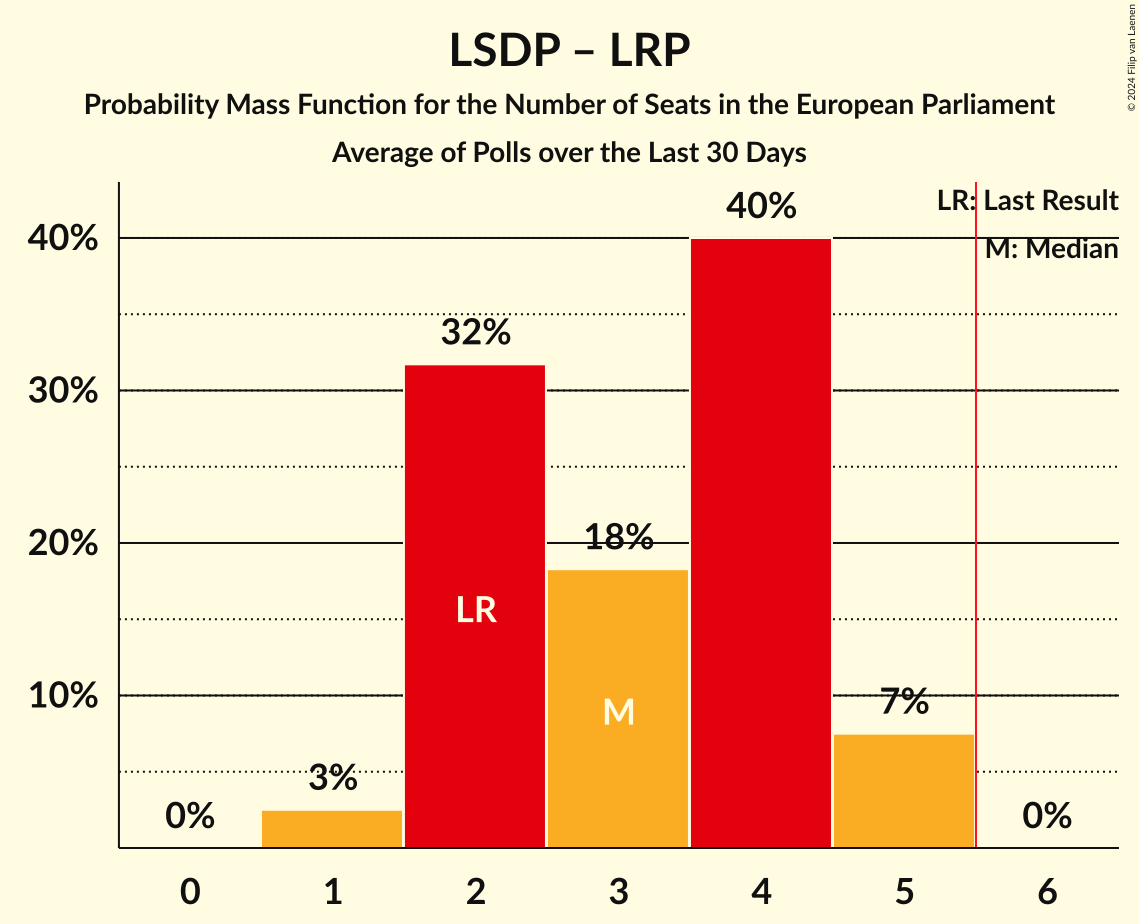 LSDP – LRP
Probability Mass Function for the Number of Seats in the European Parliament
Average of Polls over the Last 30 Days
© 2024 Filip van Laenen
LR: Last Result
M: Median
40%
30%
20%
10%
0%
3%
32%
18%
40%
7%
0%
LR
M
0 1 2 3 4 5 6